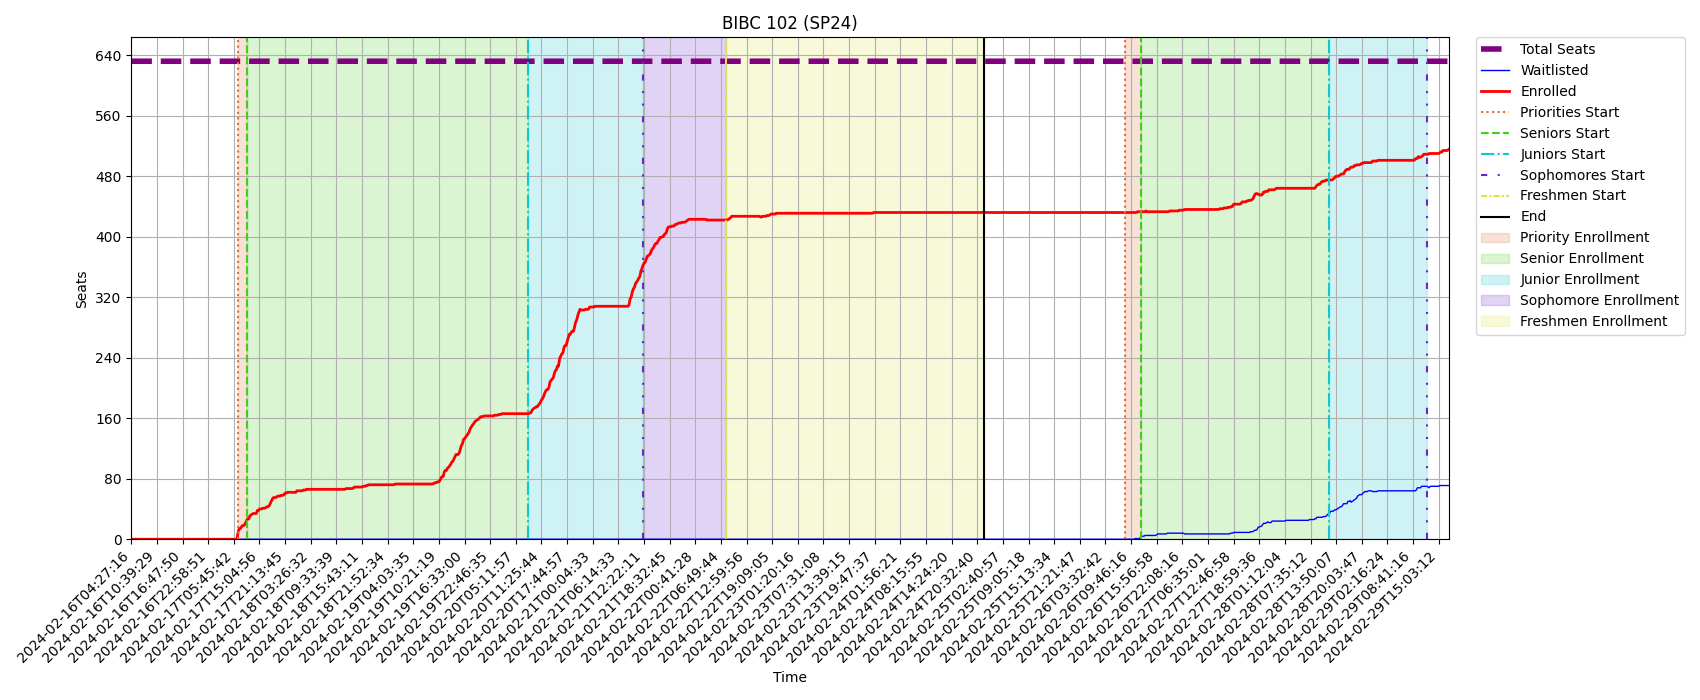 BIBC 102 (SP24)
Seats
640
560
480
400
320
240
160
80
0
2024-02-16T04:27:16
2024-02-16T10:39:29
2024-02-16T16:47:50
2024-02-16T22:58:51
2024-02-17T05:45:42
2024-02-17T15:04:56
2024-02-17T21:13:45
2024-02-18T03:26:32
2024-02-18T09:33:39
2024-02-18T15:43:11
2024-02-18T21:52:34
2024-02-19T04:03:35
2024-02-19T10:21:19
2024-02-19T16:33:00
2024-02-19T22:46:35
2024-02-20T05:11:57
2024-02-20T11:25:44
2024-02-20T17:44:57
2024-02-21T00:04:33
2024-02-21T06:14:33
2024-02-21T12:22:11
2024-02-21T18:32:45
2024-02-22T00:41:28
2024-02-22T06:49:44
2024-02-22T12:59:56
2024-02-22T19:09:05
2024-02-23T01:20:16
2024-02-23T07:31:08
2024-02-23T13:39:15
2024-02-23T19:47:37
2024-02-24T01:56:21
2024-02-24T08:15:55
2024-02-24T14:24:20
2024-02-24T20:32:40
2024-02-25T02:40:57
2024-02-25T09:05:18
2024-02-25T15:13:34
2024-02-25T21:21:47
2024-02-26T03:32:42
2024-02-26T09:46:16
2024-02-26T15:56:58
2024-02-26T22:08:16
2024-02-27T06:35:01
2024-02-27T12:46:58
2024-02-27T18:59:36
2024-02-28T01:12:04
2024-02-28T07:35:12
2024-02-28T13:50:07
2024-02-28T20:03:47
2024-02-29T02:16:24
2024-02-29T08:41:16
2024-02-29T15:03:12
Time
Total Seats
Waitlisted
Enrolled
Priorities Start
Seniors Start
Juniors Start
Sophomores Start
Freshmen Start
End
Priority Enrollment
Senior Enrollment
Junior Enrollment
Sophomore Enrollment
Freshmen Enrollment